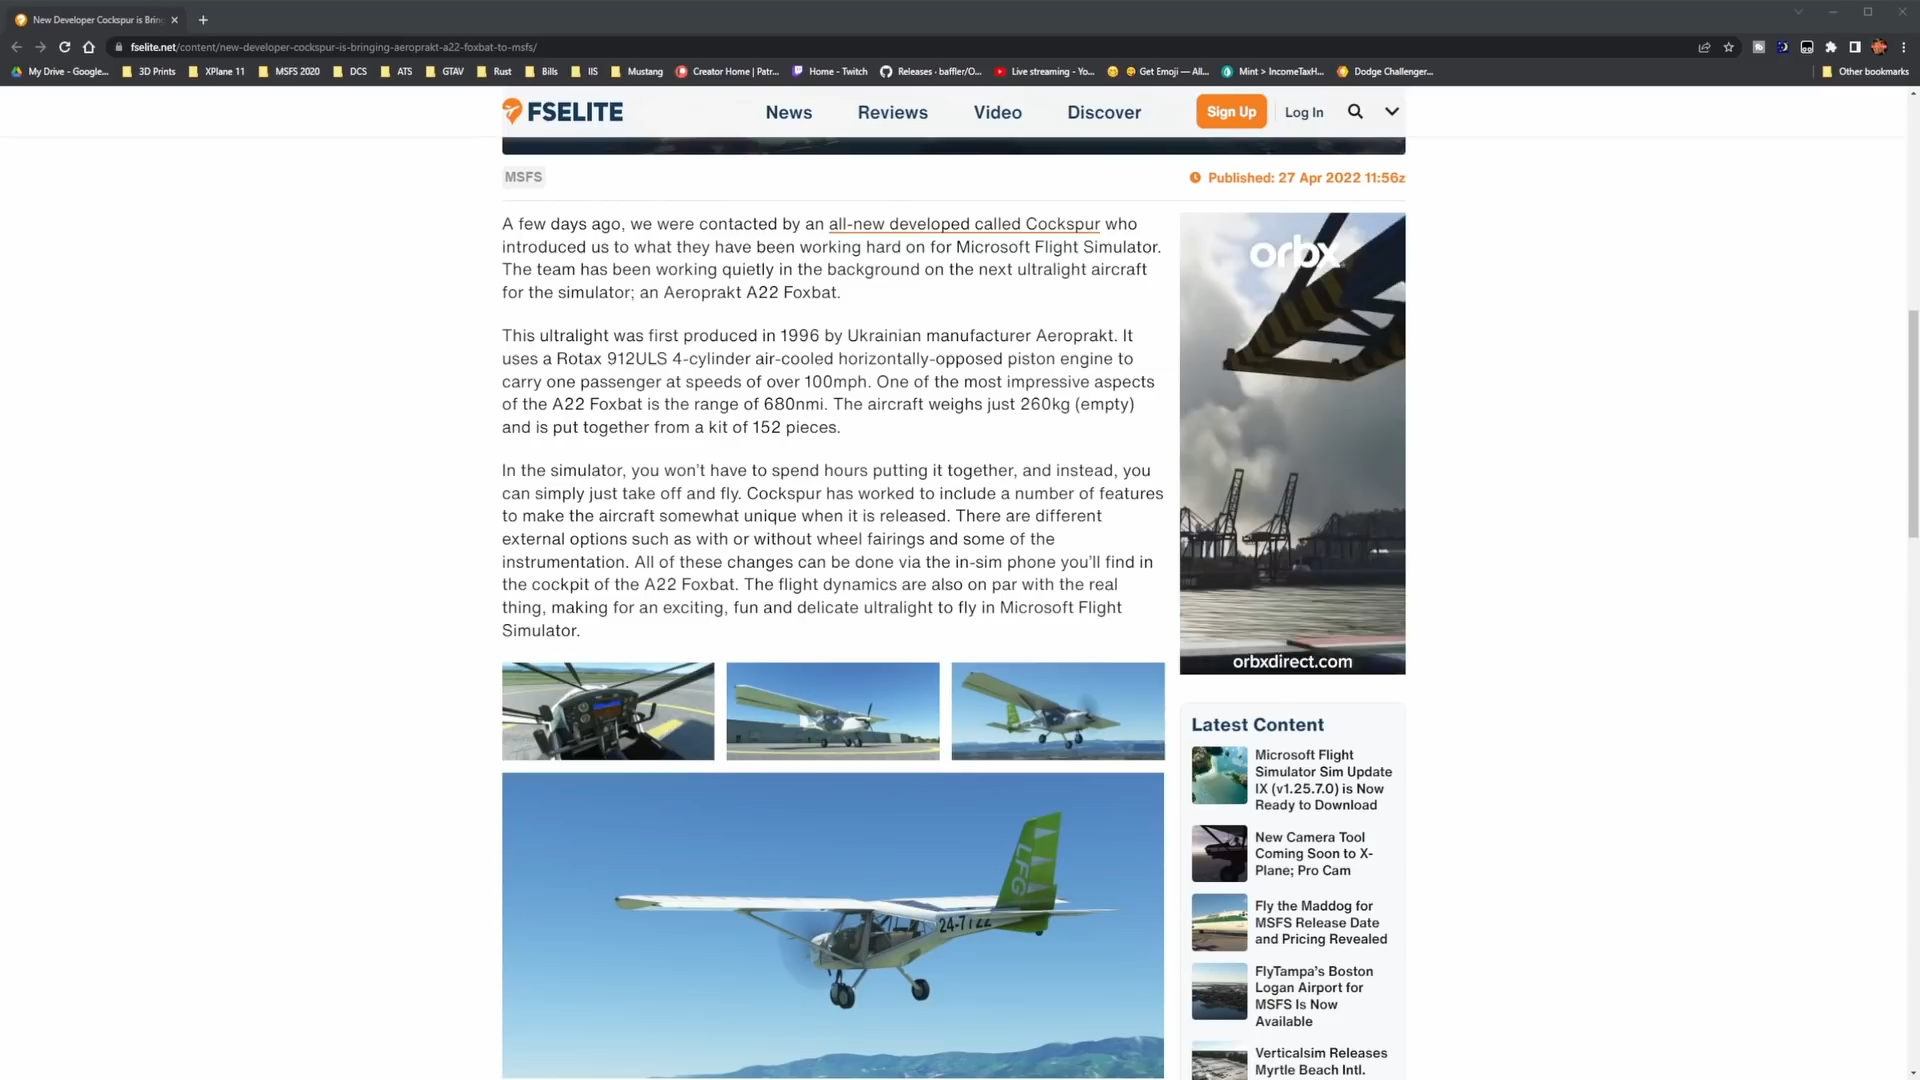 New Developer Cockspur is Brin
fselite.net/content/new-developer-cockspur-is-bringing-aeroprakt-a22-foxbat-to-msfs/
My Drive - Google...
3D Prints
XPlane 11
MSFS 2020
DCS
ATS
GTAV
Rust
Bills
IIS
Mustang
Creator Home | Patr...
Home - Twitch
Releases · baffler/O...
Live streaming - Yo...
Get Emoji — All...
Mint > IncomeTaxH...
Dodge Challenger...
Other bookmarks
FSELITE
News
Reviews
Video
Discover
Sign Up
Log In
MSFS
Published: 27 Apr 2022 11:56z
A few days ago, we were contacted by an all-new developed called Cockspur who
introduced us to what they have been working hard on for Microsoft Flight Simulator.
The team has been working quietly in the background on the next ultralight aircraft
for the simulator; an Aeroprakt A22 Foxbat.
This ultralight was first produced in 1996 by Ukrainian manufacturer Aeroprakt. It
uses a Rotax 912ULS 4-cylinder air-cooled horizontally-opposed piston engine to
carry one passenger at speeds of over 100mph. One of the most impressive aspects
of the A22 Foxbat is the range of 680nmi. The aircraft weighs just 260kg (empty)
and is put together from a kit of 152 pieces.
In the simulator, you won't have to spend hours putting it together, and instead, you
can simply just take off and fly. Cockspur has worked to include a number of features
to make the aircraft somewhat unique when it is released. There are different
external options such as with or without wheel fairings and some of the
instrumentation. All of these changes can be done via the in-sim phone you'll find in
the cockpit of the A22 Foxbat. The flight dynamics are also on par with the real
thing, making for an exciting, fun and delicate ultralight to fly in Microsoft Flight
Simulator.
LFG
orbx
orbxdirect.com
Latest Content
Microsoft Flight
Simulator Sim Update
IX (v1.25.7.0) is Now
Ready to Download
New Camera Tool
Coming Soon to X-
Plane; Pro Cam
Fly the Maddog for
MSFS Release Date
and Pricing Revealed
FlyTampa's Boston
Logan Airport for
MSFS Is Now
Available
Verticalsim Releases
Myrtle Beach Intl.